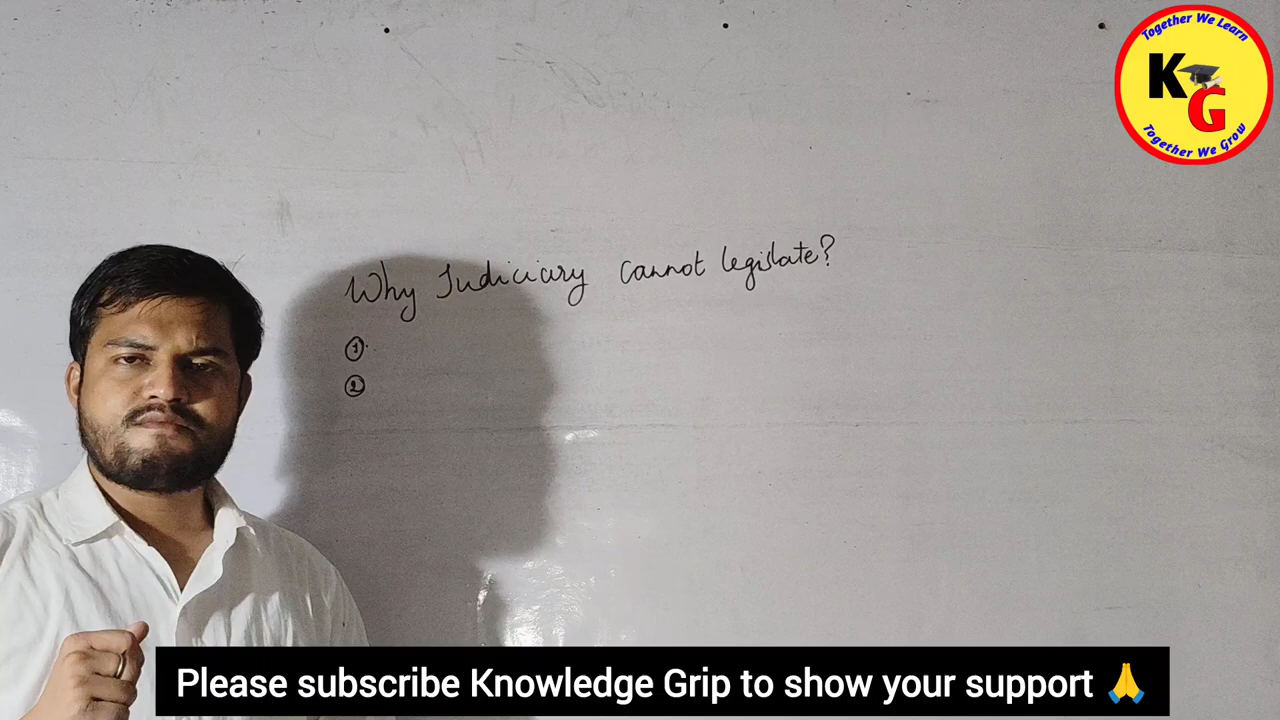 Together We Learn
KG
Together We Grow
Why Judiciary cannot legislate?
①
②
Please subscribe Knowledge Grip to show your support 🙏